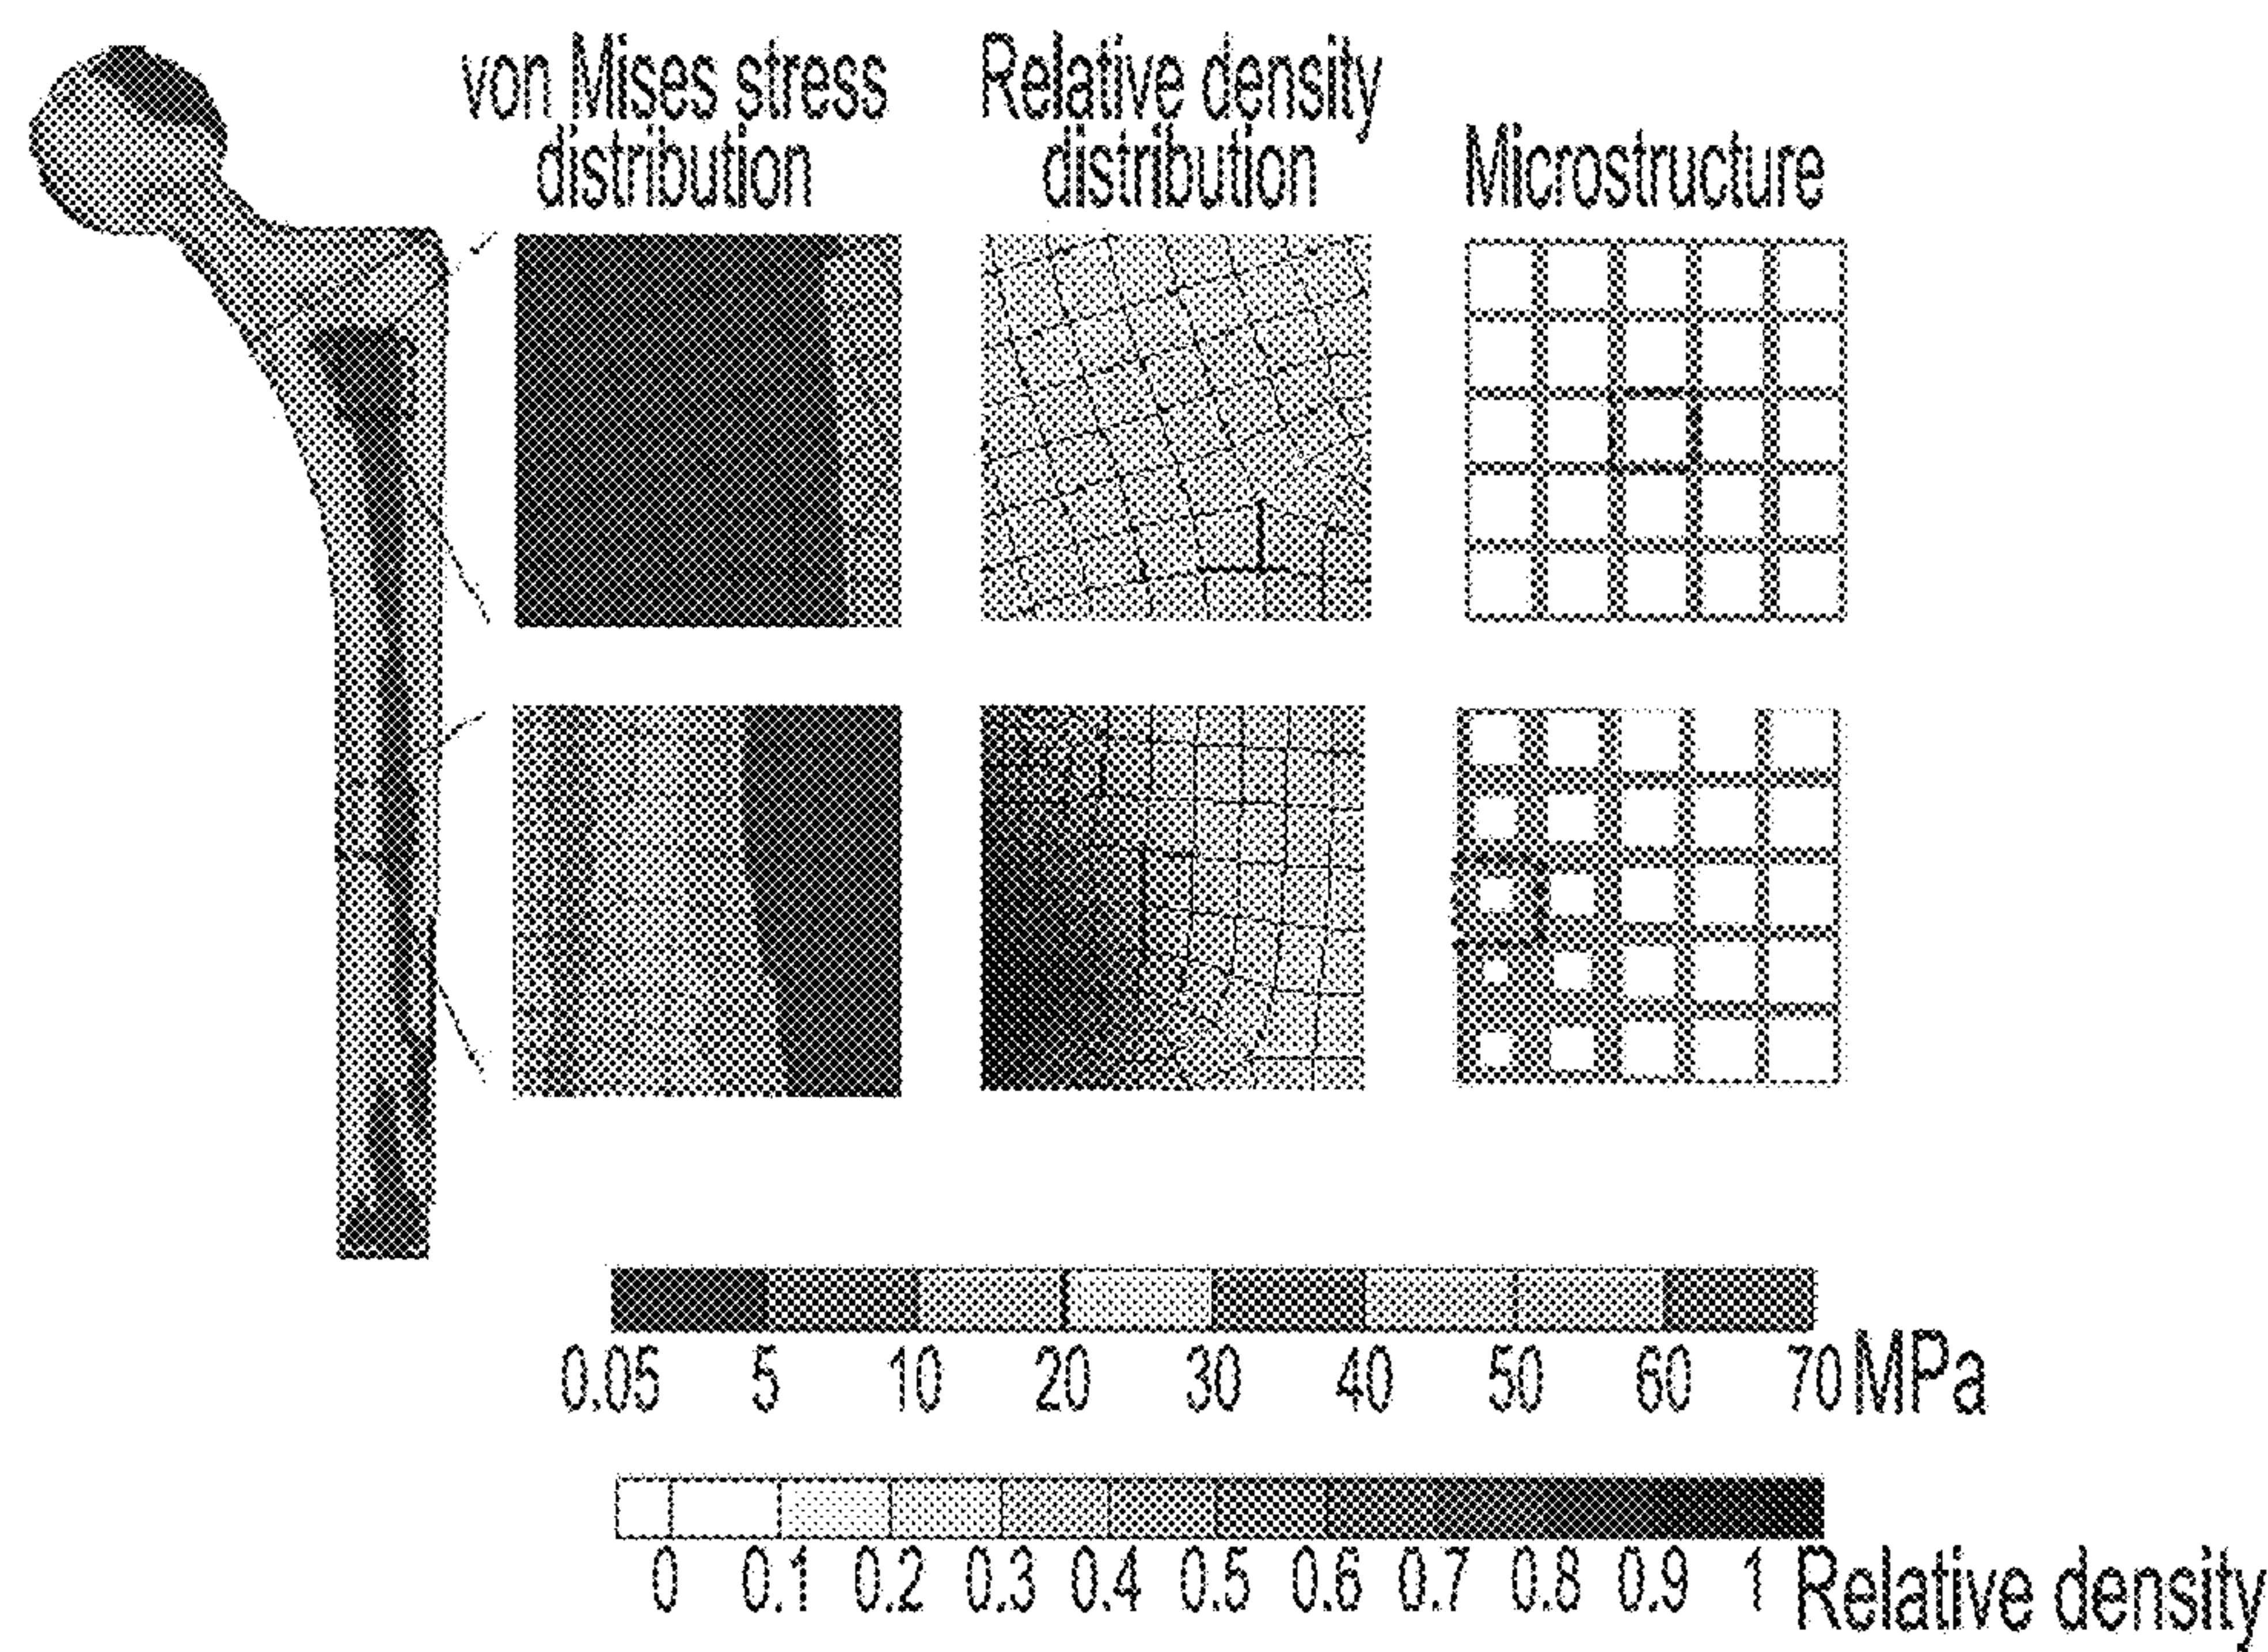 von Mises stress
distribution
Relative density
distribution
Microstructure
0.05 5 10 20 30 40 50 60 70 MPa
0 0.1 0.2 0.3 0.4 0.5 0.6 0.7 0.8 0.9 1 Relative density